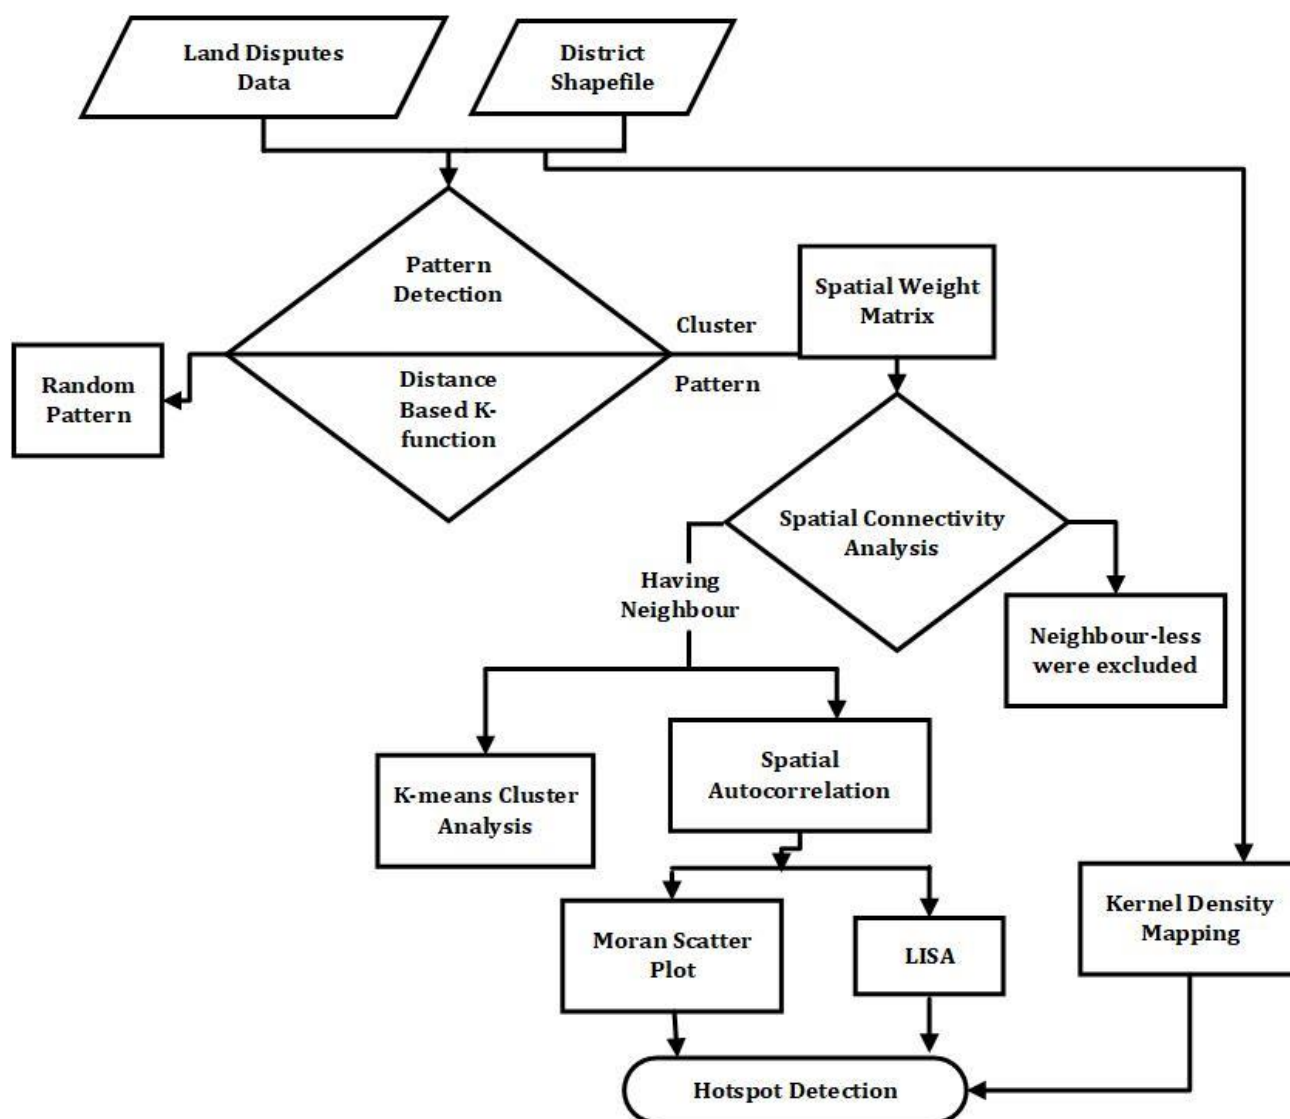 Land Disputes
Data
District
Shapefile
Pattern
Detection
Distance
Based K-
function
Random
Pattern
Cluster
Pattern
Spatial Weight
Matrix
Spatial Connectivity
Analysis
Having
Neighbour
Neighbour-less
were excluded
K-means Cluster
Analysis
Spatial
Autocorrelation
Moran Scatter
Plot
LISA
Kernel Density
Mapping
Hotspot Detection